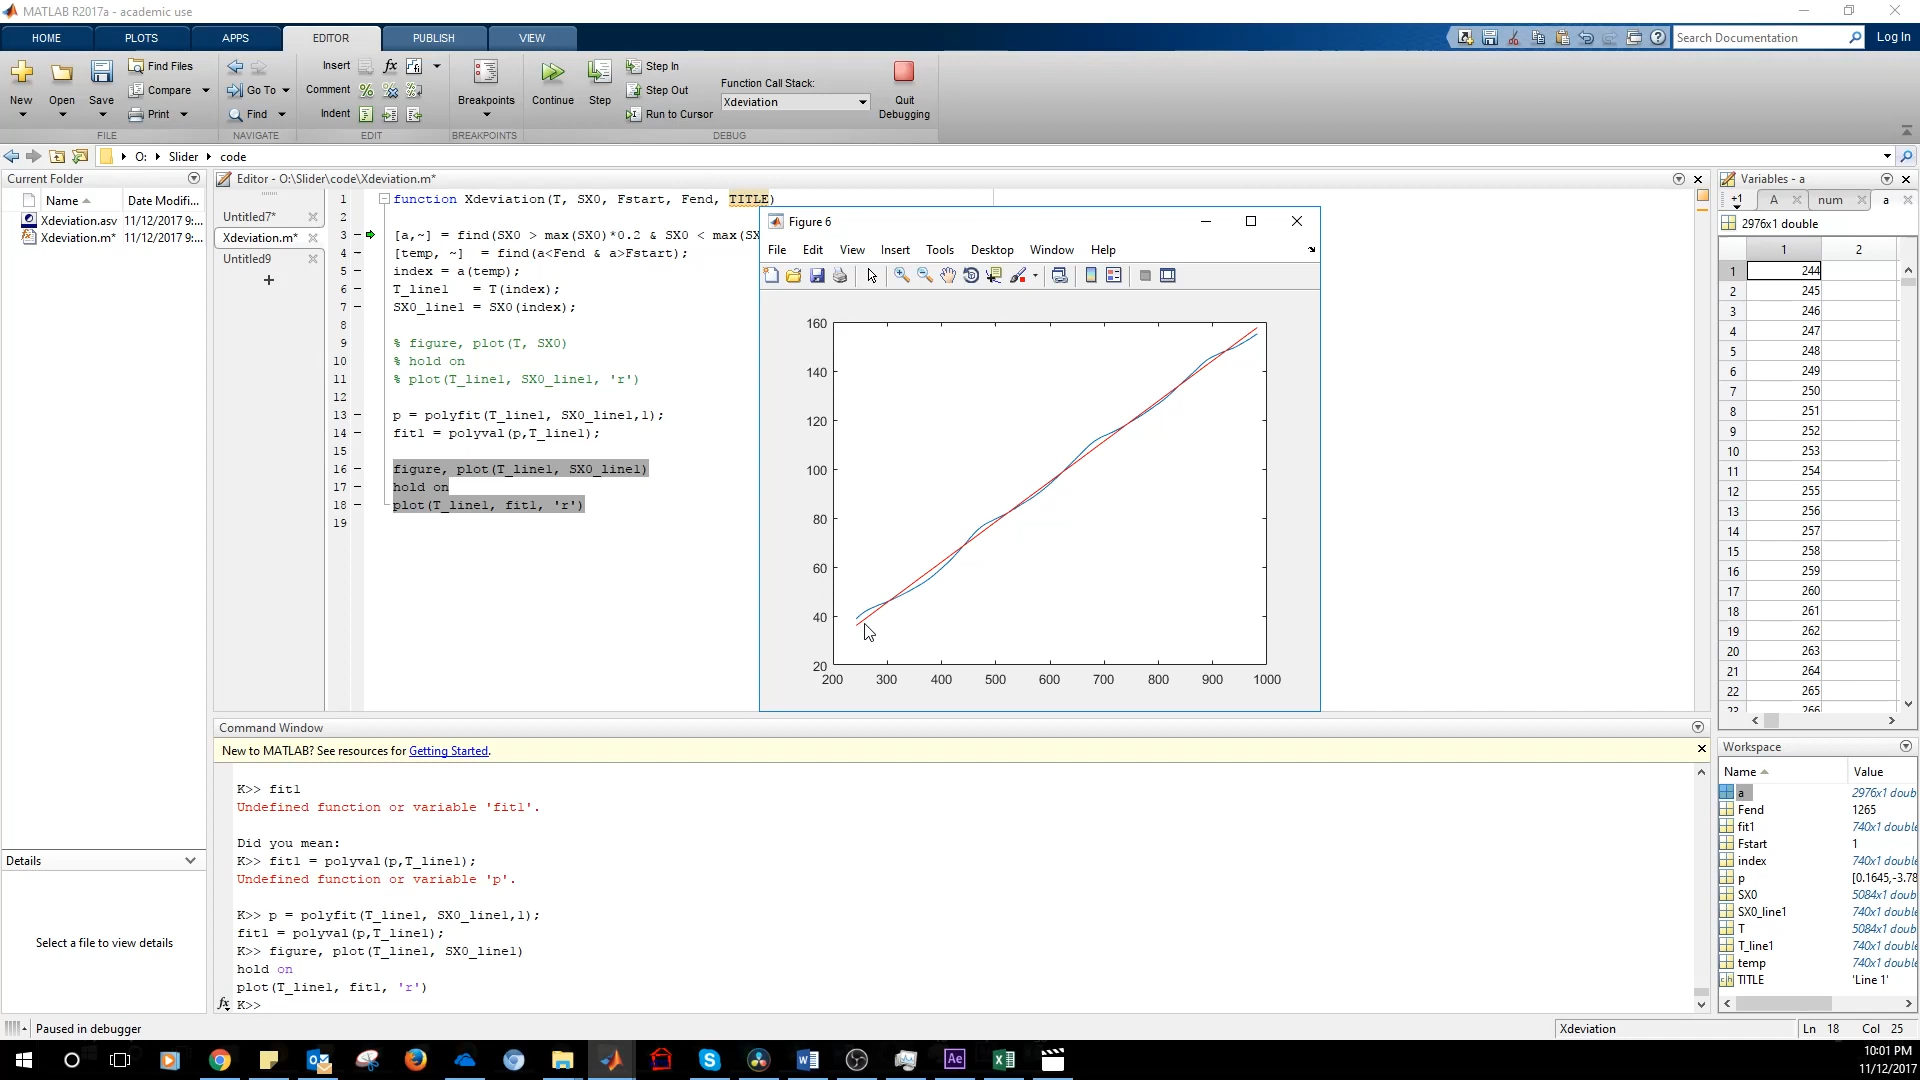 MATLAB R2017a - academic use
HOME PLOTS APPS EDITOR PUBLISH VIEW
Search Documentation
Log In
New Open Save
Find Files
Compare
Print
Go To
Find
Insert fx
Comment
Indent
Breakpoints
Continue Step
Step In
Step Out
Run to Cursor
Function Call Stack:
Xdeviation
Quit
Debugging
FILE NAVIGATE EDIT BREAKPOINTS DEBUG
O: Slider code
Current Folder
Name Date Modifi...
Xdeviation.asv 11/12/2017 9:...
Xdeviation.m* 11/12/2017 9:...
Details
Select a file to view details
Editor - O:\Slider\code\Xdeviation.m*
Untitled7*
Xdeviation.m*
Untitled9
1 function Xdeviation(T, SX0, Fstart, Fend, TITLE)
2
3 [a,~] = find(SX0 > max(SX0)*0.2 & SX0 < max(SX
4 [temp, ~] = find(a<Fend & a>Fstart);
5 index = a(temp);
6 T_line1 = T(index);
7 SX0_line1 = SX0(index);
8
9 % figure, plot(T, SX0)
10 % hold on
11 % plot(T_line1, SX0_line1, 'r')
12
13 p = polyfit(T_line1, SX0_line1,1);
14 fit1 = polyval(p,T_line1);
15
16 figure, plot(T_line1, SX0_line1)
17 hold on
18 plot(T_line1, fit1, 'r')
19
Figure 6
File Edit View Insert Tools Desktop Window Help
160
140
120
100
80
60
40
20
200 300 400 500 600 700 800 900 1000
Command Window
New to MATLAB? See resources for Getting Started.
K>> fit1
Undefined function or variable 'fit1'.
Did you mean:
K>> fit1 = polyval(p,T_line1);
Undefined function or variable 'p'.
K>> p = polyfit(T_line1, SX0_line1,1);
fit1 = polyval(p,T_line1);
K>> figure, plot(T_line1, SX0_line1)
hold on
plot(T_line1, fit1, 'r')
fx K>>
Variables - a
A num a
2976x1 double
1 2
1 244
2 245
3 246
4 247
5 248
6 249
7 250
8 251
9 252
10 253
11 254
12 255
13 256
14 257
15 258
16 259
17 260
18 261
19 262
20 263
21 264
22 265
23 266
Workspace
Name Value
a 2976x1 doub
Fend 1265
fit1 740x1 double
Fstart 1
index 740x1 double
p [0.1645,-3.78
SX0 5084x1 doub
SX0_line1 740x1 double
T 5084x1 doub
T_line1 740x1 double
temp 740x1 double
TITLE 'Line 1'
Paused in debugger
Xdeviation
Ln 18 Col 25
10:01 PM
11/12/2017